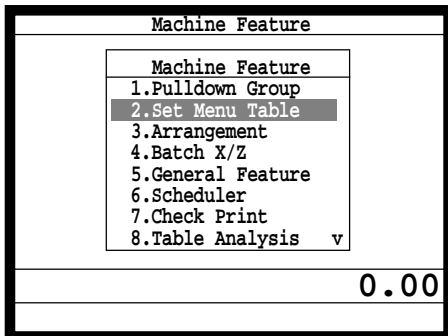 Machine Feature
Machine Feature
1.Pulldown Group
2.Set Menu Table
3.Arrangement
4.Batch X/Z
5.General Feature
6.Scheduler
7.Check Print
8.Table Analysis v
0.00